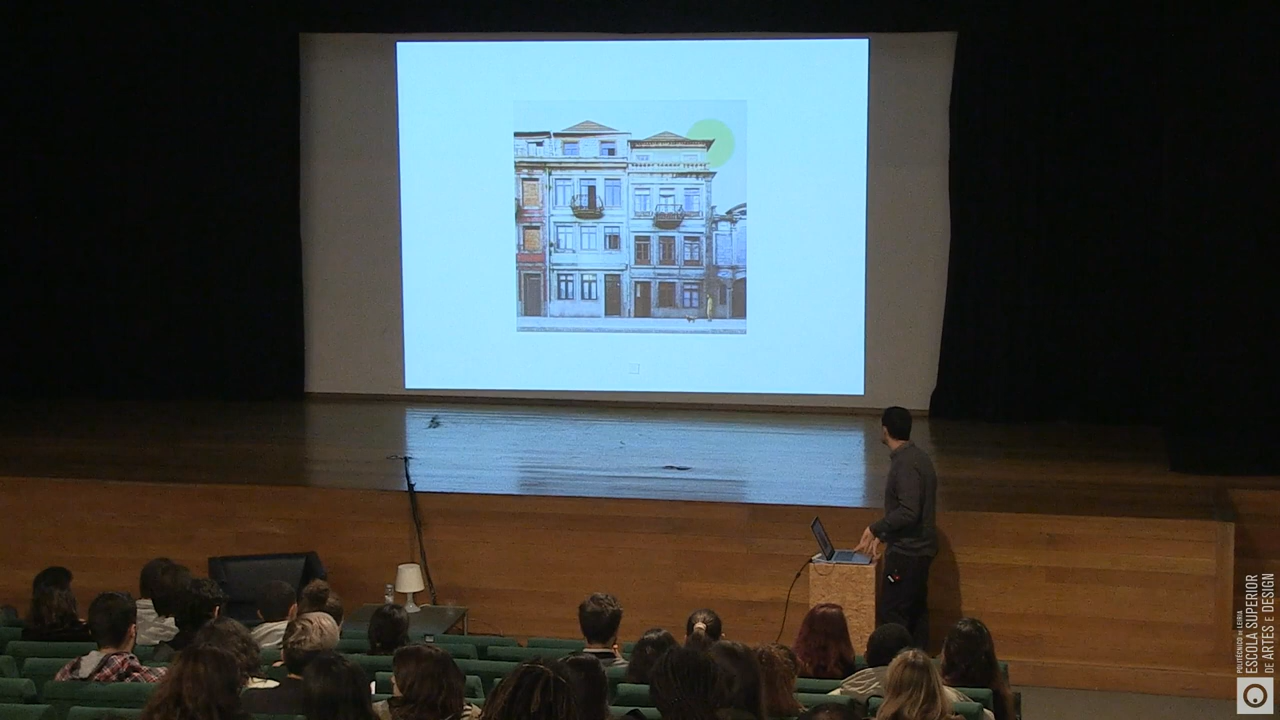 POLITÉCNICO DE LEIRIA
ESCOLA SUPERIOR
DE ARTES E DESIGN